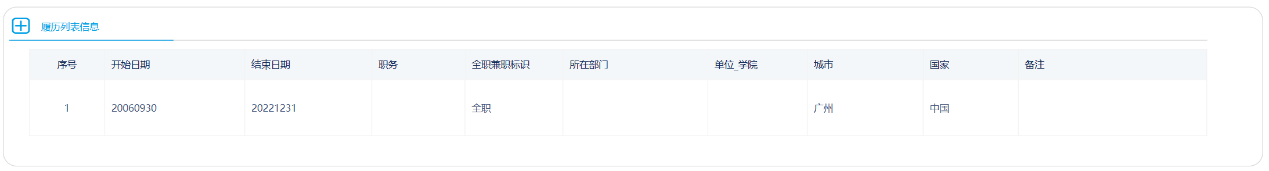 履历列表信息
序号 开始日期 结束日期 职务 全职兼职标识 所在部门 单位_学院 城市 国家 备注
1 20060930 20221231 全职 广州 中国